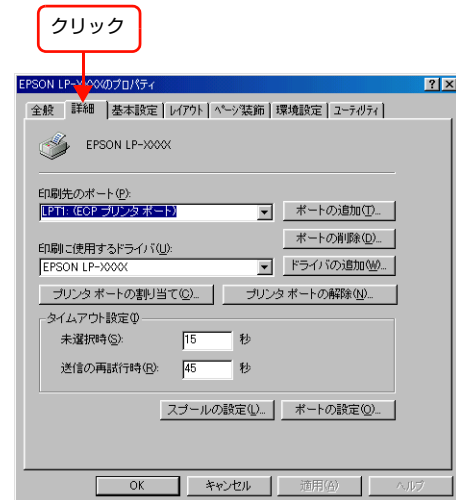 クリック
EPSON LP-XXXXのプロパティ
全般 詳細 基本設定 レイアウト ページ装飾 環境設定 ユーティリティ
EPSON LP-XXXX
印刷先のポート(P):
LPT1: (ECP プリンタ ポート) ポートの追加(T)...
ポートの削除(D)...
印刷に使用するドライバ(U):
EPSON LP-XXXX ドライバの追加(W)...
プリンタ ポートの割り当て(C)... プリンタ ポートの解除(N)...
タイムアウト設定
未選択時(S): 15 秒
送信の再試行時(R): 45 秒
スプールの設定(L)... ポートの設定(O)...
OK キャンセル 適用(A) ヘルプ